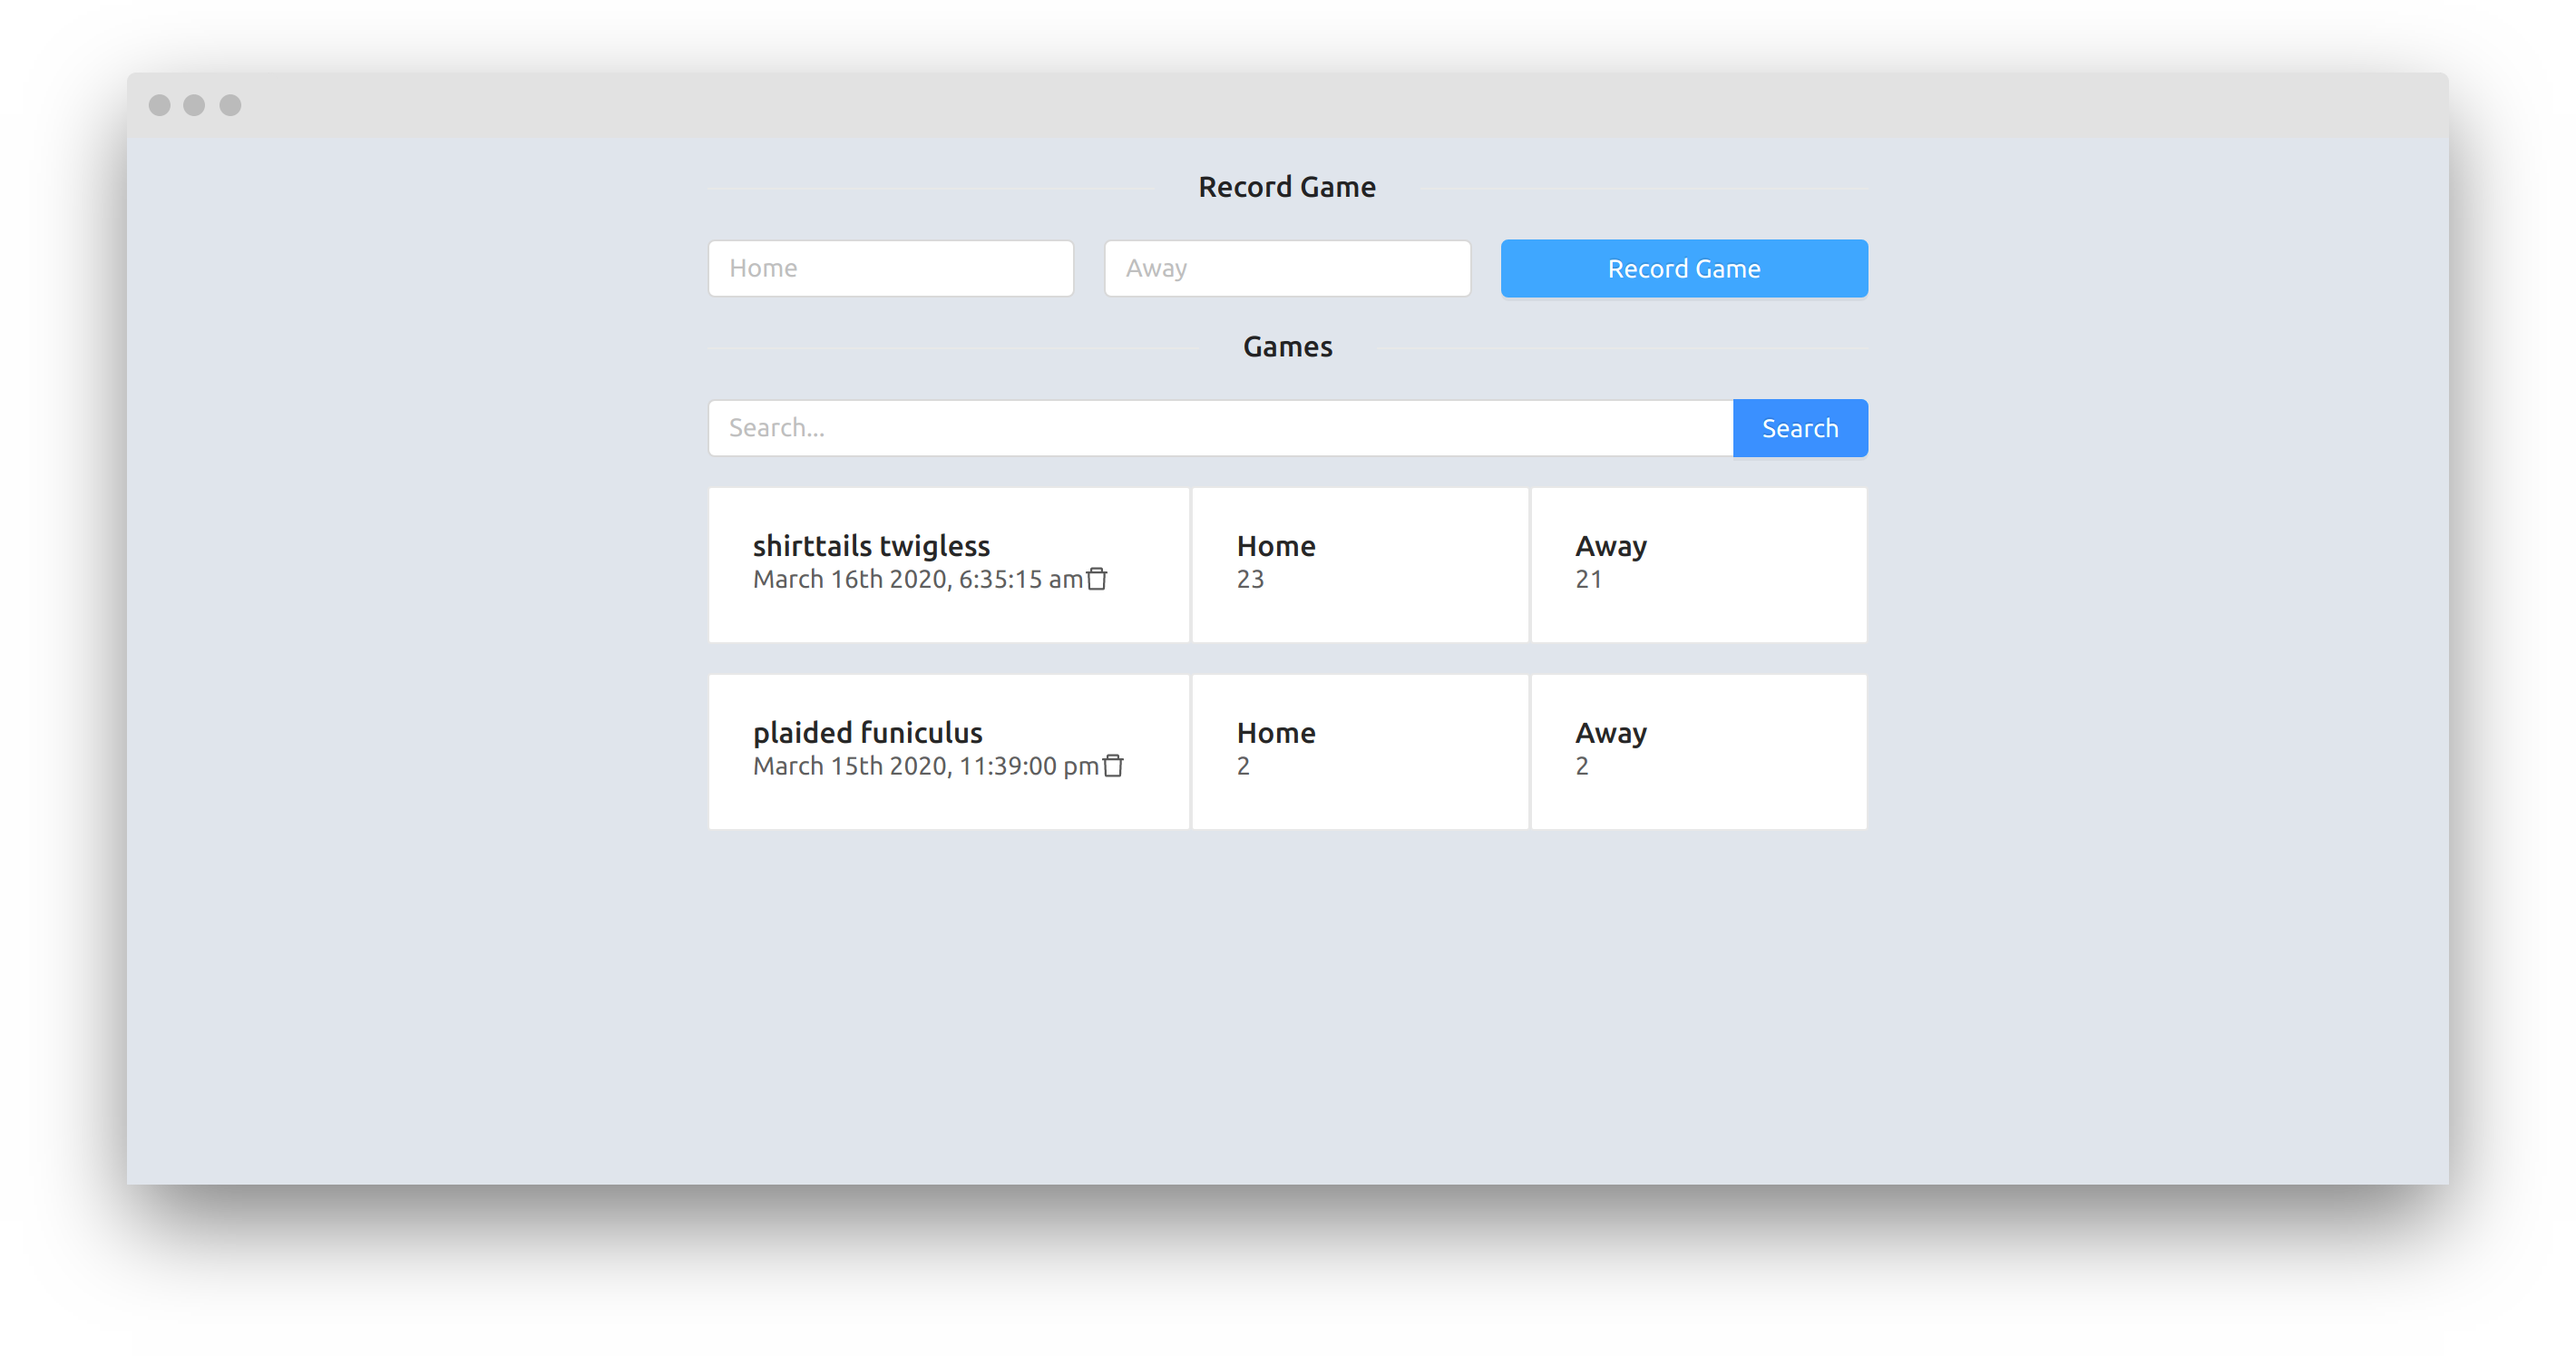 Record Game
Home
Away
Record Game
Games
Search...
Search
shirttails twigless
March 16th 2020, 6:35:15 am
Home
23
Away
21
plaided funiculus
March 15th 2020, 11:39:00 pm
Home
2
Away
2